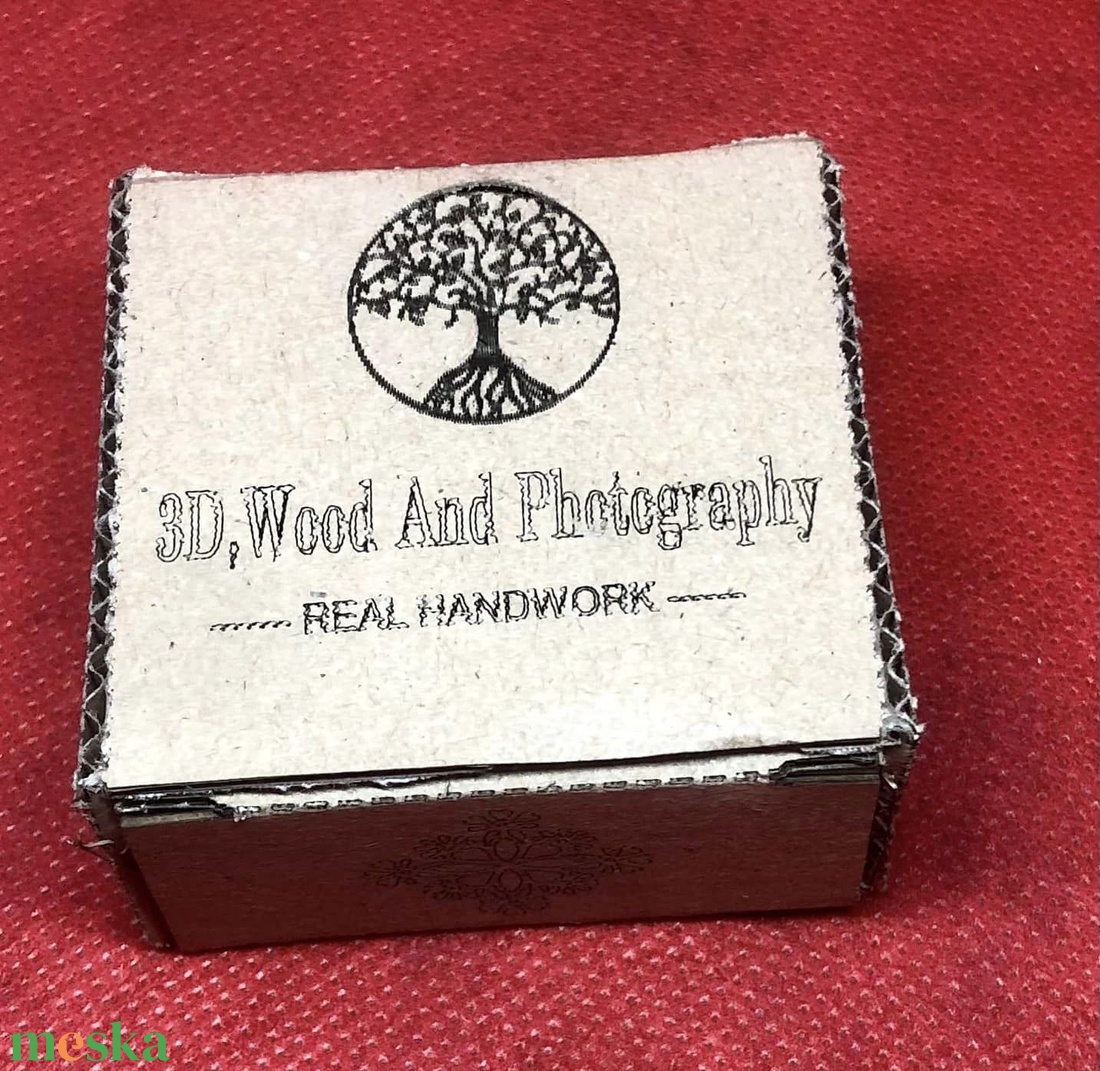 3D,Wood And Photography
REAL HANDWORK
meska